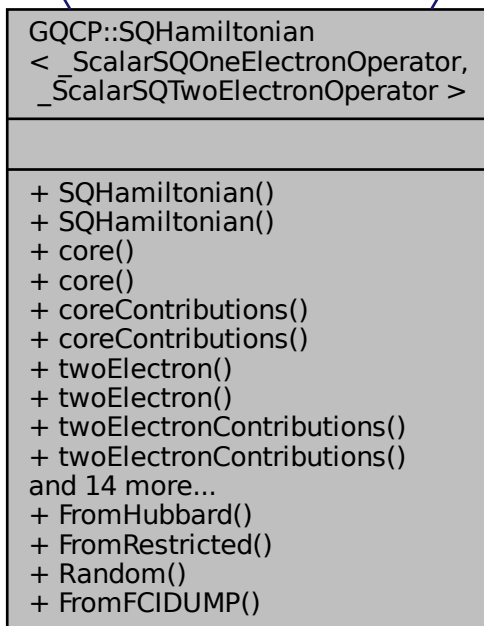 GQCP::SQHamiltonian
< _ScalarSQOneElectronOperator,
_ScalarSQTwoElectronOperator >
+ SQHamiltonian()
+ SQHamiltonian()
+ core()
+ core()
+ coreContributions()
+ coreContributions()
+ twoElectron()
+ twoElectron()
+ twoElectronContributions()
+ twoElectronContributions()
and 14 more...
+ FromHubbard()
+ FromRestricted()
+ Random()
+ FromFCIDUMP()